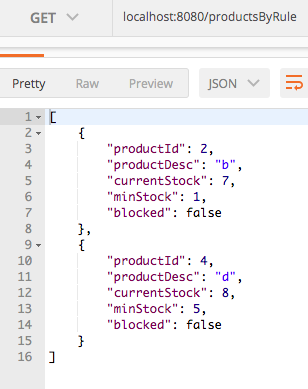 GET localhost:8080/productsByRule
Pretty Raw Preview JSON
1 [
2 {
3 "productId": 2,
4 "productDesc": "b",
5 "currentStock": 7,
6 "minStock": 1,
7 "blocked": false
8 },
9 {
10 "productId": 4,
11 "productDesc": "d",
12 "currentStock": 8,
13 "minStock": 5,
14 "blocked": false
15 }
16 ]